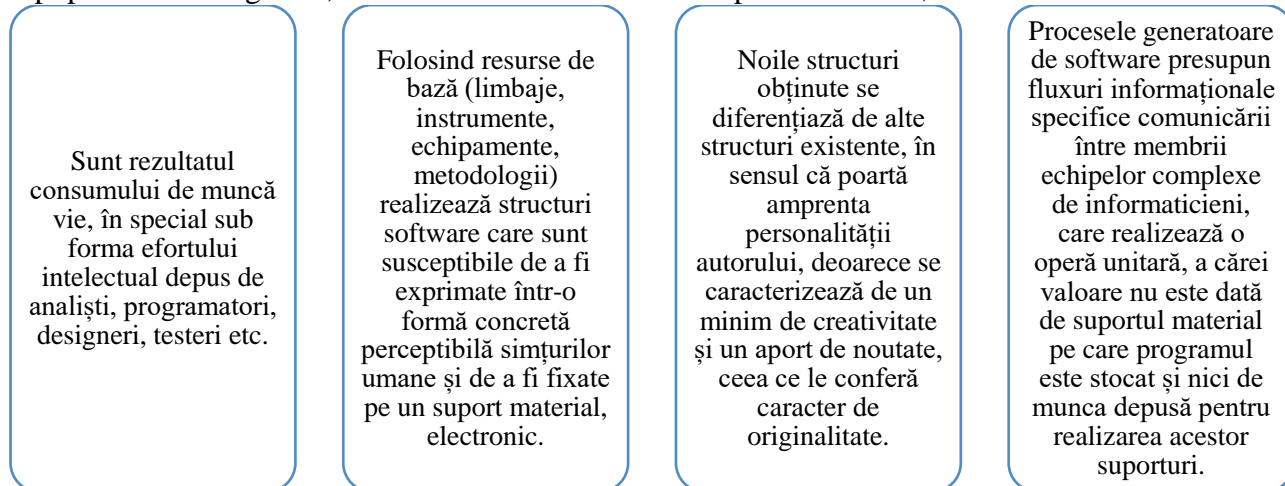 Sunt rezultatul
consumului de muncă
vie, în special sub
forma efortului
intelectual depus de
analiști, programatori,
designeri, testeri etc.
Folosind resurse de
bază (limbaje,
instrumente,
echipamente,
metodologii)
realizează structuri
software care sunt
susceptibile de a fi
exprimate într-o
formă concretă
perceptibilă simțurilor
umane și de a fi fixate
pe un suport material,
electronic.
Noile structuri
obținute se
diferențiază de alte
structuri existente, în
sensul că poartă
amprenta
personalității
autorului, deoarece se
caracterizează de un
minim de creativitate
și un aport de noutate,
ceea ce le conferă
caracter de
originalitate.
Procesele generatoare
de software presupun
fluxuri informaționale
specifice comunicării
între membrii
echipelor complexe
de informaticieni,
care realizează o
operă unitară, a cărei
valoare nu este dată
de suportul material
pe care programul
este stocat și nici de
munca depusă pentru
realizarea acestor
suporturi.